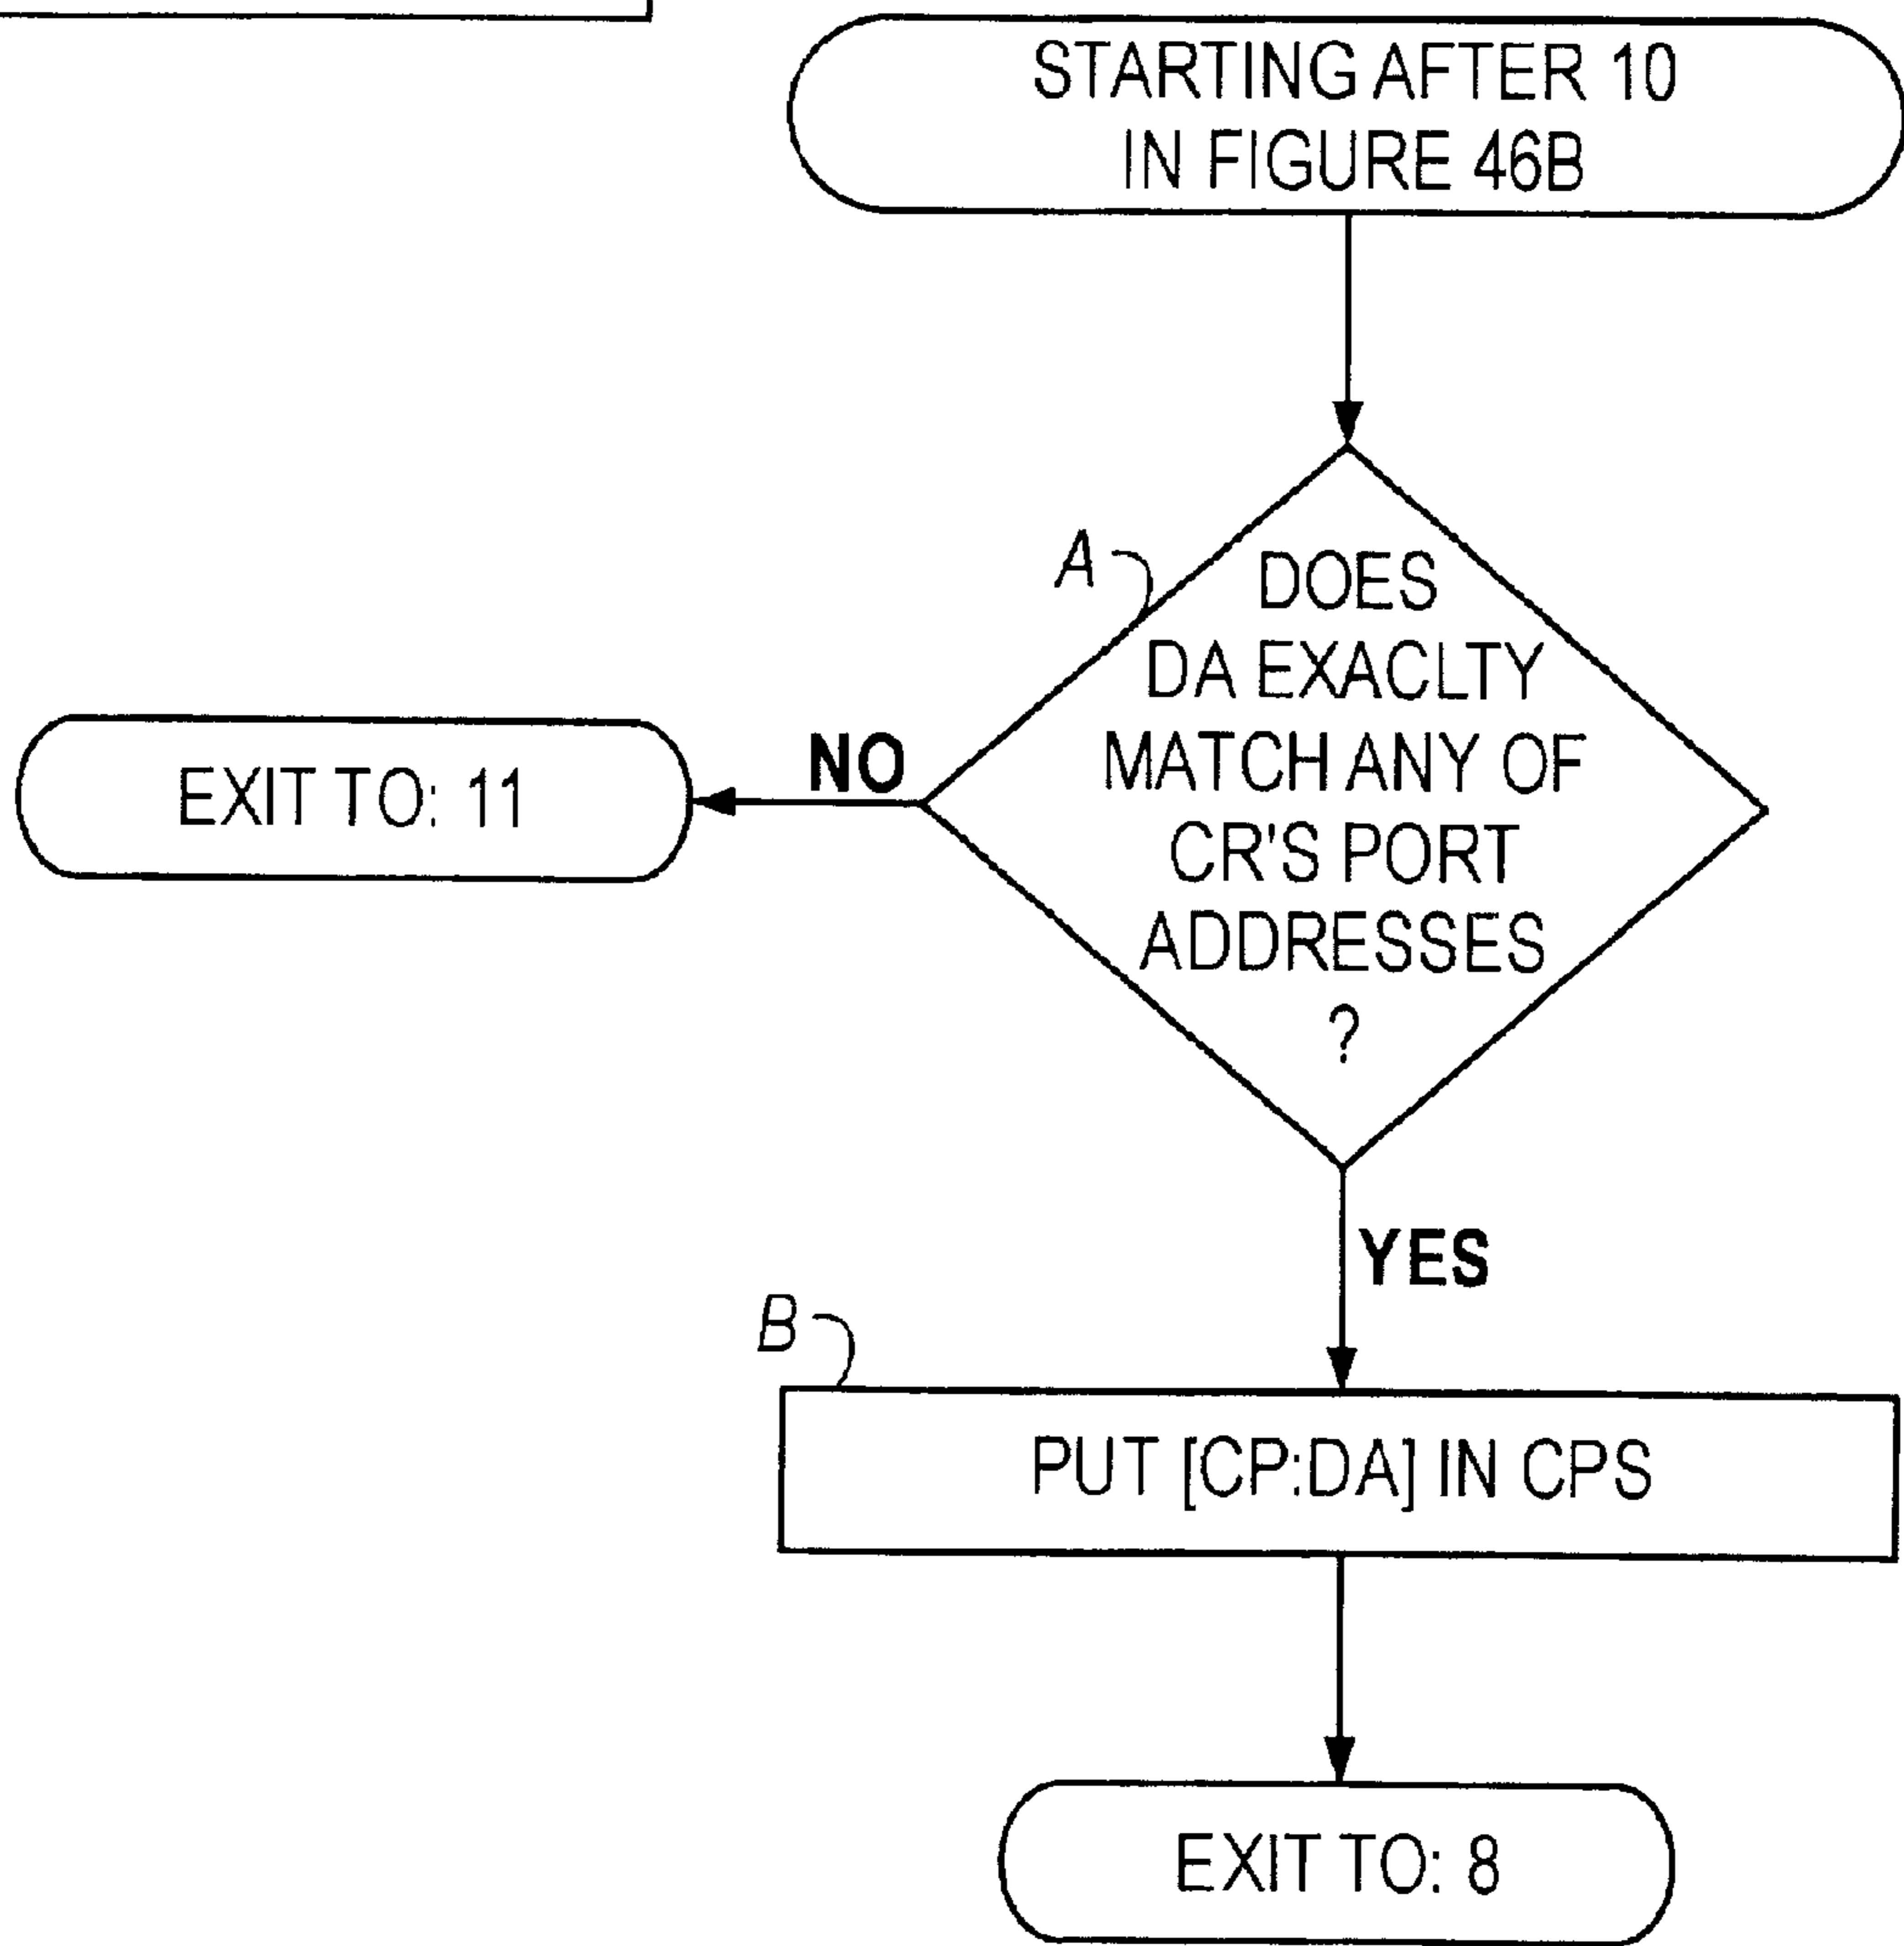 STARTING AFTER 10
IN FIGURE 46B
A
DOES
DA EXACLTY
MATCH ANY OF
CR'S PORT
ADDRESSES
?
NO
EXIT TO: 11
YES
B
PUT [CP:DA] IN CPS
EXIT TO: 8